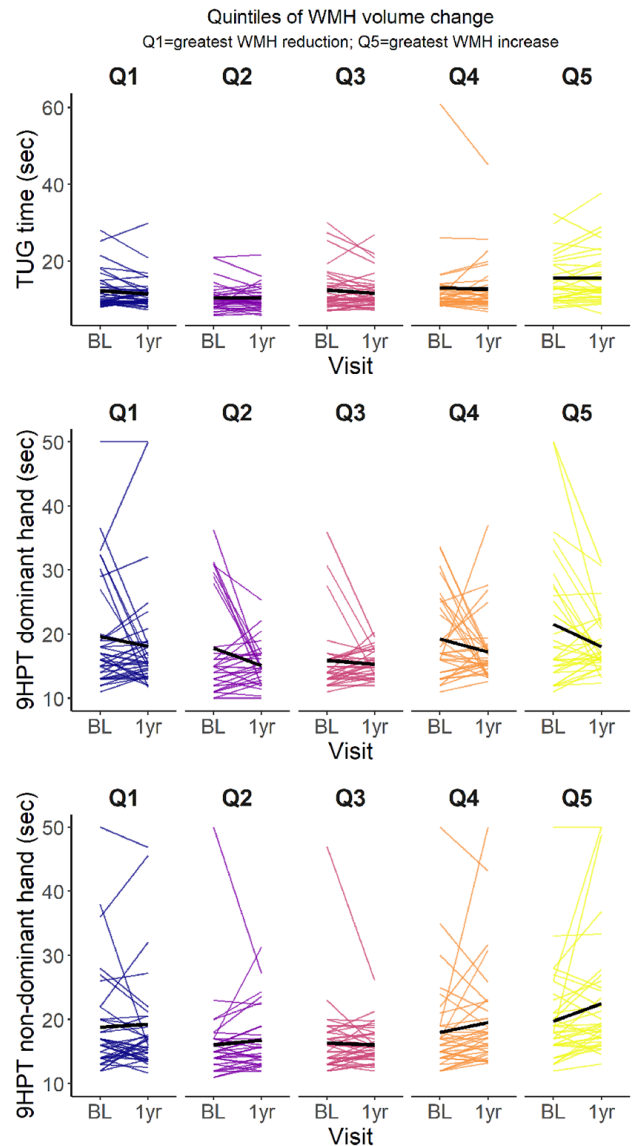 Quintiles of WMH volume change
Q1=greatest WMH reduction; Q5=greatest WMH increase
Q1 Q2 Q3 Q4 Q5
TUG time (sec)
60
40
20
BL 1yr BL 1yr BL 1yr BL 1yr BL 1yr
Visit
Q1 Q2 Q3 Q4 Q5
9HPT dominant hand (sec)
50
40
30
20
10
BL 1yr BL 1yr BL 1yr BL 1yr BL 1yr
Visit
Q1 Q2 Q3 Q4 Q5
9HPT non-dominant hand (sec)
50
40
30
20
10
BL 1yr BL 1yr BL 1yr BL 1yr BL 1yr
Visit